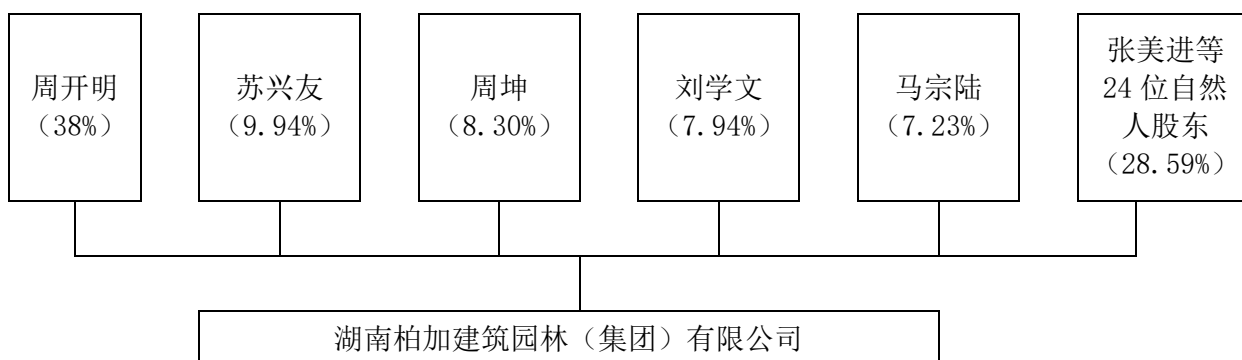 周开明
（38%）
苏兴友
（9.94%）
周坤
（8.30%）
刘学文
（7.94%）
马宗陆
（7.23%）
张美进等
24 位自然
人股东
（28.59%）
湖南柏加建筑园林（集团）有限公司